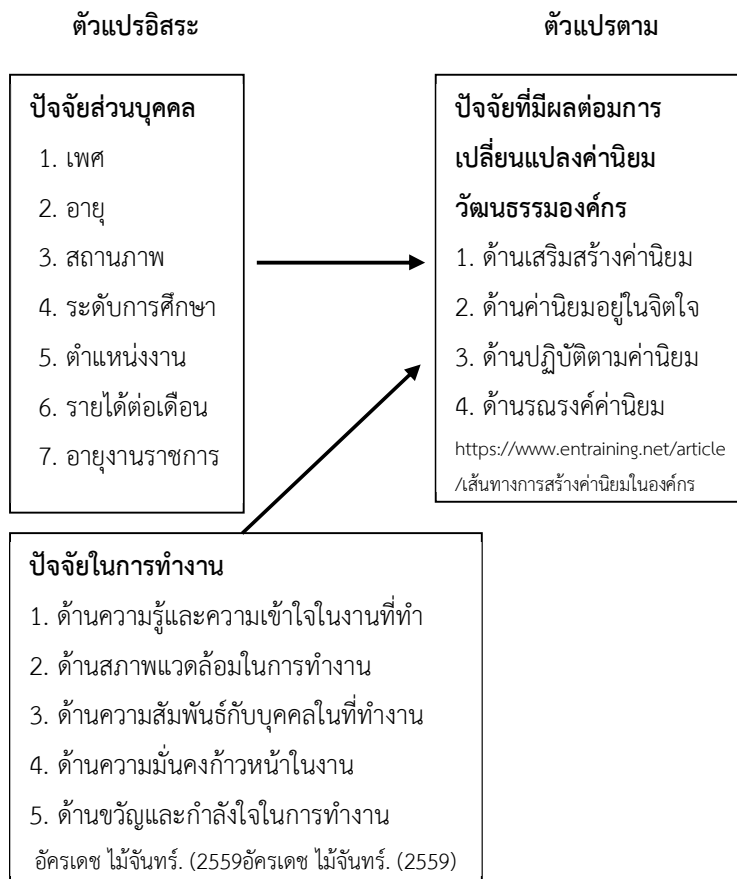 ตัวแปรอิสระ
ตัวแปรตาม
ปัจจัยส่วนบุคคล
1. เพศ
2. อายุ
3. สถานภาพ
4. ระดับการศึกษา
5. ตำแหน่งงาน
6. รายได้ต่อเดือน
7. อายุงานราชการ
ปัจจัยที่มีผลต่อมการ
เปลี่ยนแปลงค่านิยม
วัฒนธรรมองค์กร
1. ด้านเสริมสร้างค่านิยม
2. ด้านค่านิยมอยู่ในจิตใจ
3. ด้านปฏิบัติตามค่านิยม
4. ด้านรณรงค์ค่านิยม
https://www.entraining.net/article
/เส้นทางการสร้างค่านิยมในองค์กร
ปัจจัยในการทำงาน
1. ด้านความรู้และความเข้าใจในงานที่ทำ
2. ด้านสภาพแวดล้อมในการทำงาน
3. ด้านความสัมพันธ์กับบุคคลในที่ทำงาน
4. ด้านความมั่นคงก้าวหน้าในงาน
5. ด้านขวัญและกำลังใจในการทำงาน
อัครเดช ไม้จันทร์. (2559อัครเดช ไม้จันทร์. (2559)